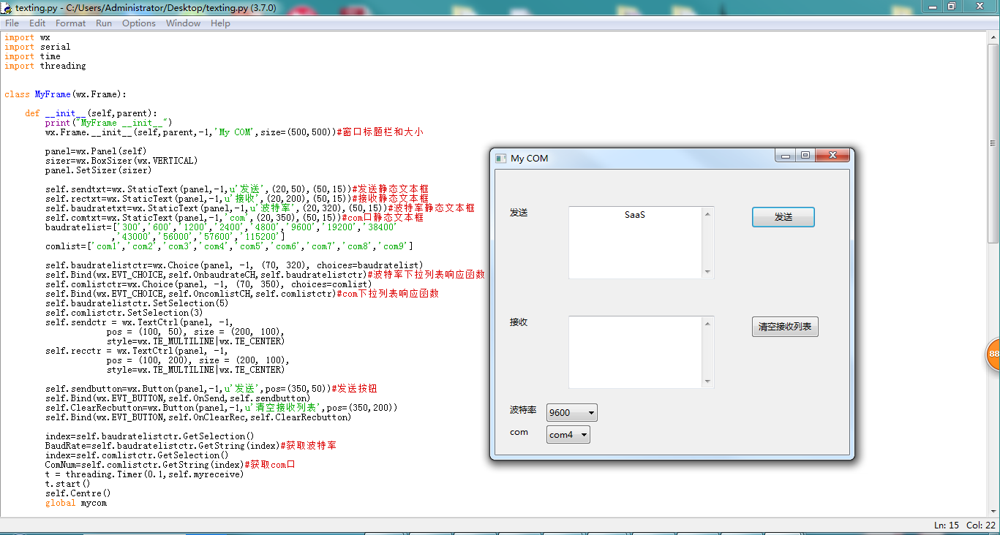 texting.py - C:/Users/Administrator/Desktop/texting.py (3.7.0)
File Edit Format Run Options Window Help
import wx
import serial
import time
import threading
class MyFrame(wx.Frame):
def __init__(self,parent):
print("MyFrame __init__")
wx.Frame.__init__(self,parent,-1,'My COM',size=(500,500))#窗口标题栏和大小
panel=wx.Panel(self)
sizer=wx.BoxSizer(wx.VERTICAL)
panel.SetSizer(sizer)
self.sendtxt=wx.StaticText(panel,-1,u'发送',(20,50),(50,15))#发送静态文本框
self.rectxt=wx.StaticText(panel,-1,u'接收',(20,200),(50,15))#接收静态文本框
self.baudratetxt=wx.StaticText(panel,-1,u'波特率',(20,320),(50,15))#波特率静态文本框
self.comtxt=wx.StaticText(panel,-1,'com',(20,350),(50,15))#com口静态文本框
baudratelist=['300','600','1200','2400','4800','9600','19200','38400'
,'43000','56000','57600','115200']
comlist=['com1','com2','com3','com4','com5','com6','com7','com8','com9']
self.baudratelistctr=wx.Choice(panel, -1, (70, 320), choices=baudratelist)
self.Bind(wx.EVT_CHOICE,self.OnbaudrateCH,self.baudratelistctr)#波特率下拉列表响应函数
self.comlistctr=wx.Choice(panel, -1, (70, 350), choices=comlist)
self.Bind(wx.EVT_CHOICE,self.OncomlistCH,self.comlistctr)#com下拉列表响应函数
self.baudratelistctr.SetSelection(5)
self.comlistctr.SetSelection(3)
self.sendctr = wx.TextCtrl(panel, -1,
pos = (100, 50), size = (200, 100),
style=wx.TE_MULTILINE|wx.TE_CENTER)
self.recctr = wx.TextCtrl(panel, -1,
pos = (100, 200), size = (200, 100),
style=wx.TE_MULTILINE|wx.TE_CENTER)
self.sendbutton=wx.Button(panel,-1,u'发送',pos=(350,50))#发送按钮
self.Bind(wx.EVT_BUTTON,self.OnSend,self.sendbutton)
self.ClearRecbutton=wx.Button(panel,-1,u'清空接收列表',pos=(350,200))
self.Bind(wx.EVT_BUTTON,self.OnClearRec,self.ClearRecbutton)
index=self.baudratelistctr.GetSelection()
BaudRate=self.baudratelistctr.GetString(index)#获取波特率
index=self.comlistctr.GetSelection()
ComNum=self.comlistctr.GetString(index)#获取com口
t = threading.Timer(0.1,self.myreceive)
t.start()
self.Centre()
global mycom
My COM
发送
SaaS
发送
接收
清空接收列表
波特率
9600
com
com4
88
Ln: 15 Col: 22